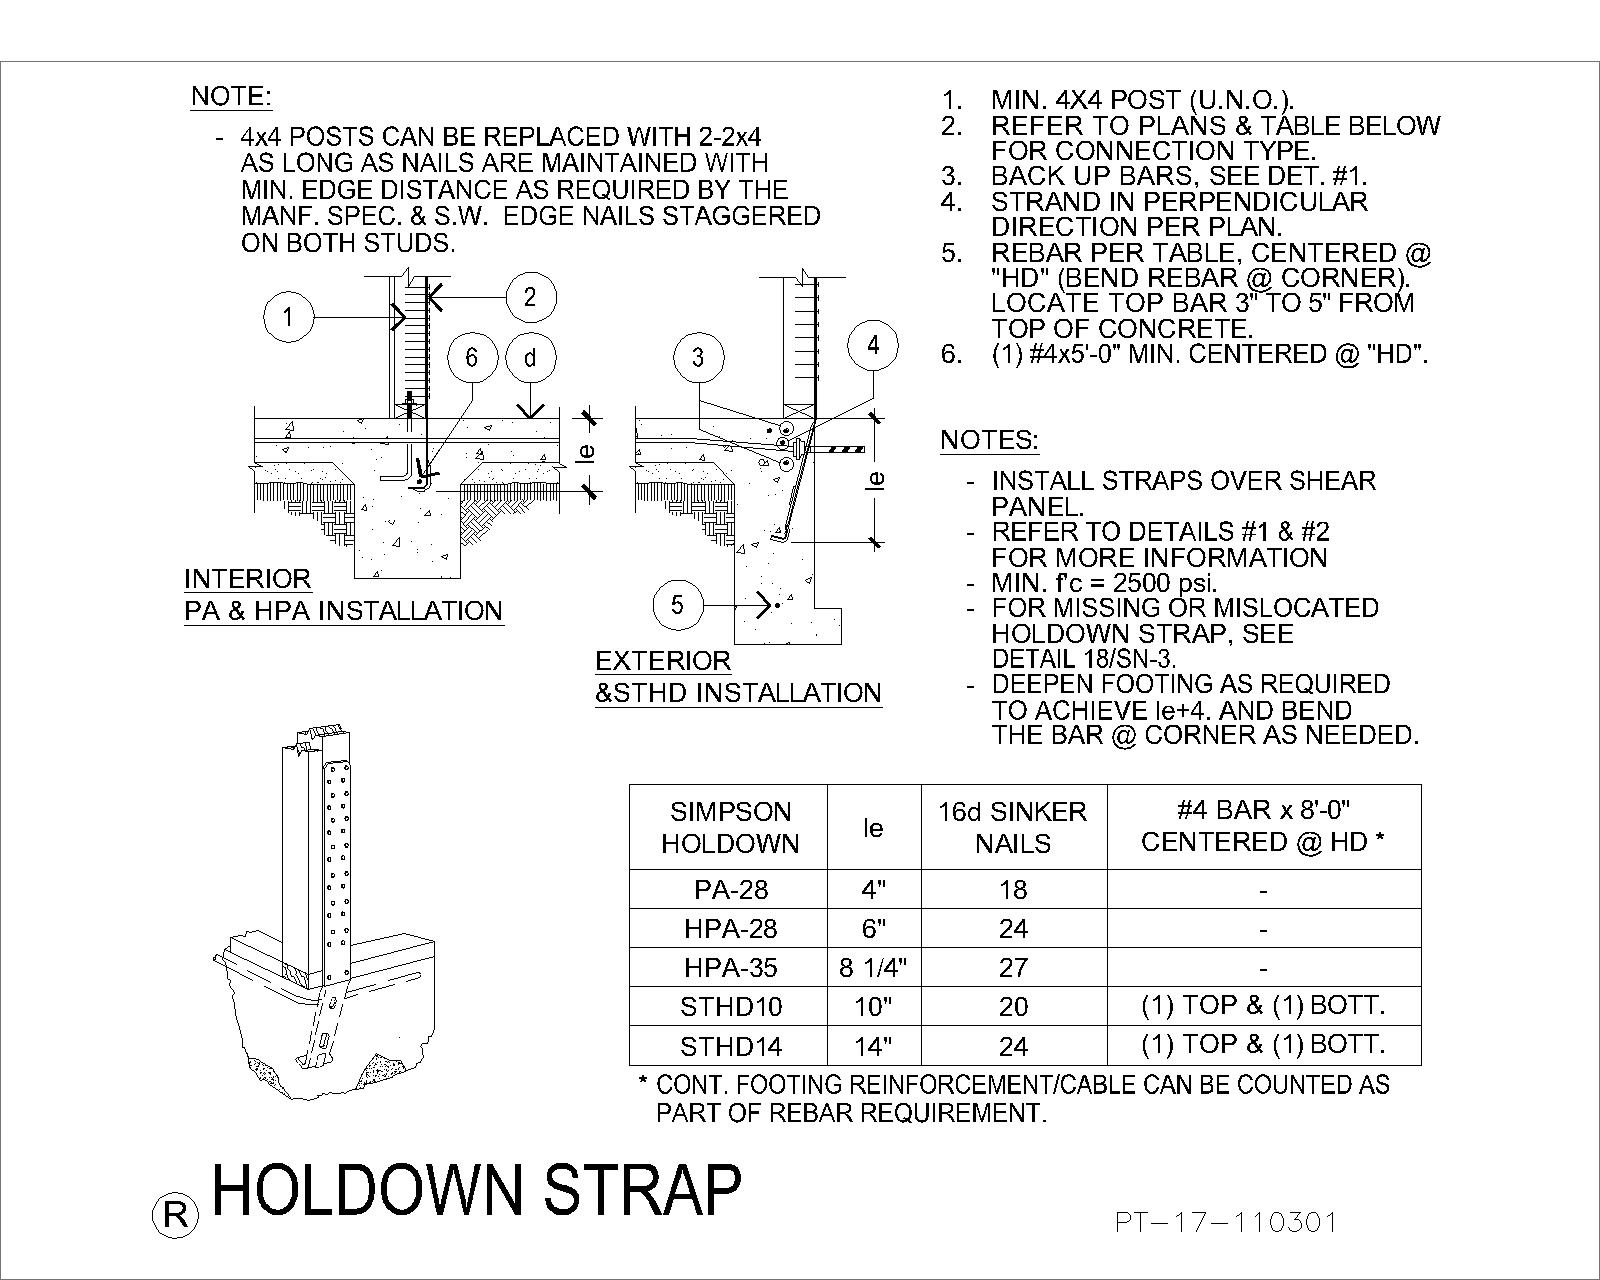 NOTE:
- 4x4 POSTS CAN BE REPLACED WITH 2-2x4
AS LONG AS NAILS ARE MAINTAINED WITH
MIN. EDGE DISTANCE AS REQUIRED BY THE
MANF. SPEC. & S.W. EDGE NAILS STAGGERED
ON BOTH STUDS.
1
2
6
d
le
3
4
le
5
INTERIOR
PA & HPA INSTALLATION
EXTERIOR
&STHD INSTALLATION
1. MIN. 4X4 POST (U.N.O.).
2. REFER TO PLANS & TABLE BELOW
FOR CONNECTION TYPE.
3. BACK UP BARS, SEE DET. #1.
4. STRAND IN PERPENDICULAR
DIRECTION PER PLAN.
5. REBAR PER TABLE, CENTERED @
"HD" (BEND REBAR @ CORNER).
LOCATE TOP BAR 3" TO 5" FROM
TOP OF CONCRETE.
6. (1) #4x5'-0" MIN. CENTERED @ "HD".
NOTES:
- INSTALL STRAPS OVER SHEAR
PANEL.
- REFER TO DETAILS #1 & #2
FOR MORE INFORMATION
- MIN. f'c = 2500 psi.
- FOR MISSING OR MISLOCATED
HOLDOWN STRAP, SEE
DETAIL 18/SN-3.
- DEEPEN FOOTING AS REQUIRED
TO ACHIEVE le+4. AND BEND
THE BAR @ CORNER AS NEEDED.
SIMPSON HOLDOWN le 16d SINKER NAILS #4 BAR x 8'-0" CENTERED @ HD *
PA-28 4" 18 -
HPA-28 6" 24 -
HPA-35 8 1/4" 27 -
STHD10 10" 20 (1) TOP & (1) BOTT.
STHD14 14" 24 (1) TOP & (1) BOTT.
* CONT. FOOTING REINFORCEMENT/CABLE CAN BE COUNTED AS
PART OF REBAR REQUIREMENT.
R HOLDOWN STRAP
PT-17-110301